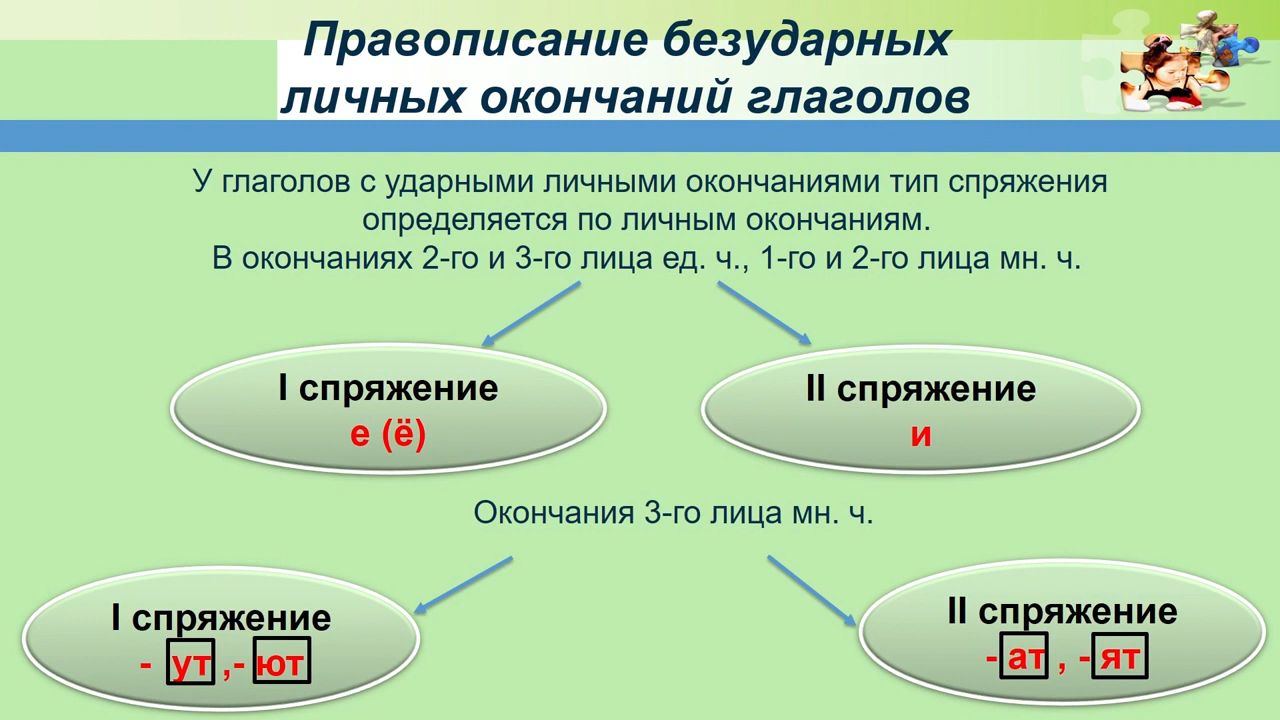 Правописание безударных
личных окончаний глаголов
У глаголов с ударными личными окончаниями тип спряжения
определяется по личным окончаниям.
В окончаниях 2-го и 3-го лица ед. ч., 1-го и 2-го лица мн. ч.
I спряжение
е (ё)
II спряжение
и
Окончания 3-го лица мн. ч.
I спряжение
- ут ,- ют
II спряжение
- ат , - ят